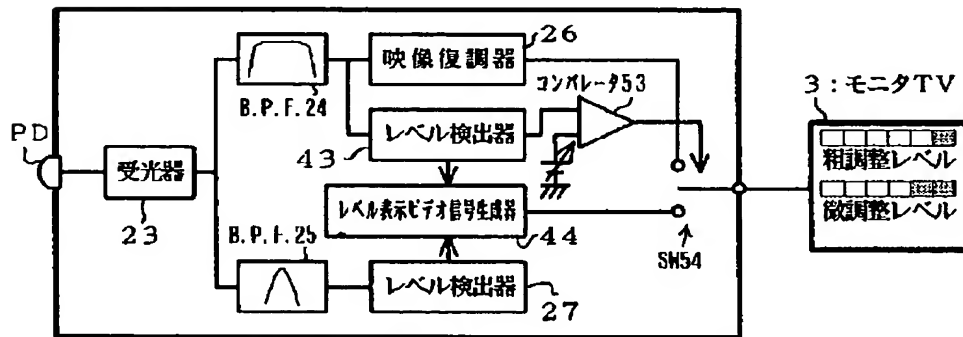 26
映像復調器
コンパレータ53
B.P.F.24
3:モニタTV
PD
レベル検出器
43
受光器
粗調整レベル
23
レベル表示ビデオ信号生成器
微調整レベル
B.P.F.25
44
SW54
レベル検出器
27